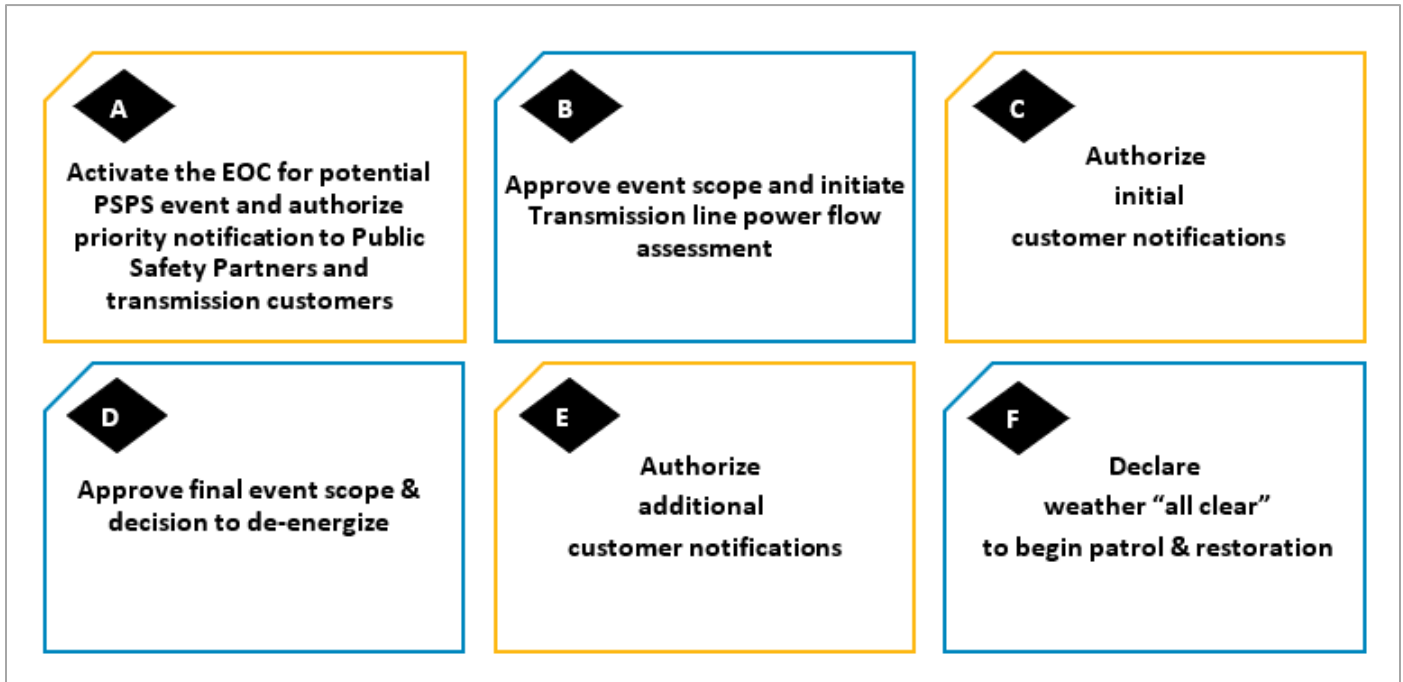 A
Activate the EOC for potential
PSPS event and authorize
priority notification to Public
Safety Partners and
transmission customers
B
Approve event scope and initiate
Transmission line power flow
assessment
C
Authorize
initial
customer notifications
D
Approve final event scope &
decision to de-energize
E
Authorize
additional
customer notifications
F
Declare
weather “all clear”
to begin patrol & restoration